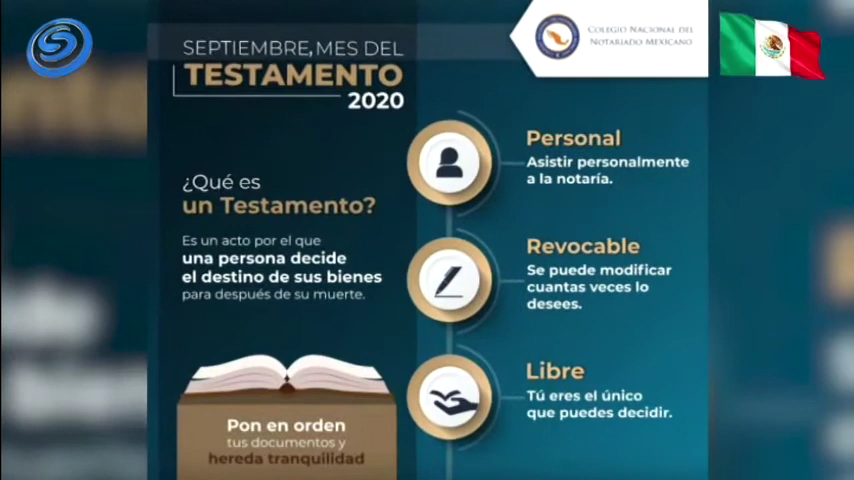 SEPTIEMBRE, MES DEL
TESTAMENTO
2020
COLEGIO NACIONAL DEL
NOTARIADO MEXICANO
¿Qué es
un Testamento?
Es un acto por el que
una persona decide
el destino de sus bienes
para después de su muerte.
Pon en orden
tus documentos y
hereda tranquilidad
Personal
Asistir personalmente
a la notaría.
Revocable
Se puede modificar
cuantas veces lo
desees.
Libre
Tú eres el único
que puedes decidir.